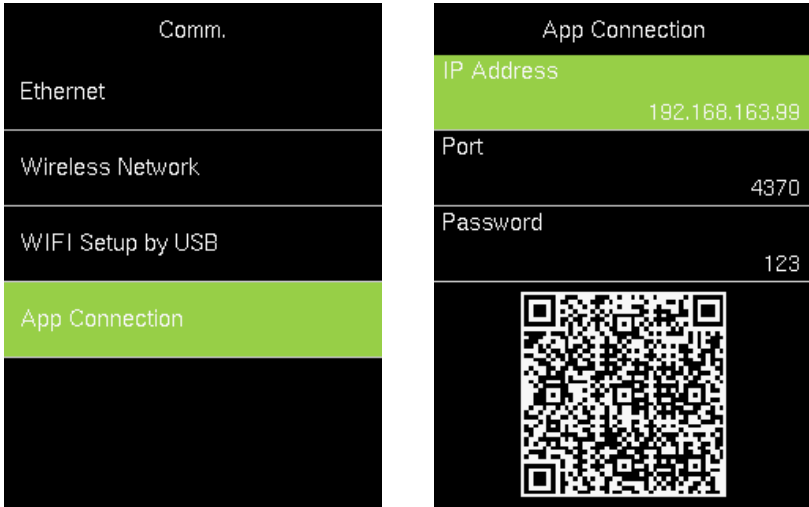 Comm.
Ethernet
Wireless Network
WIFI Setup by USB
App Connection
App Connection
IP Address
192.168.163.99
Port
4370
Password
123